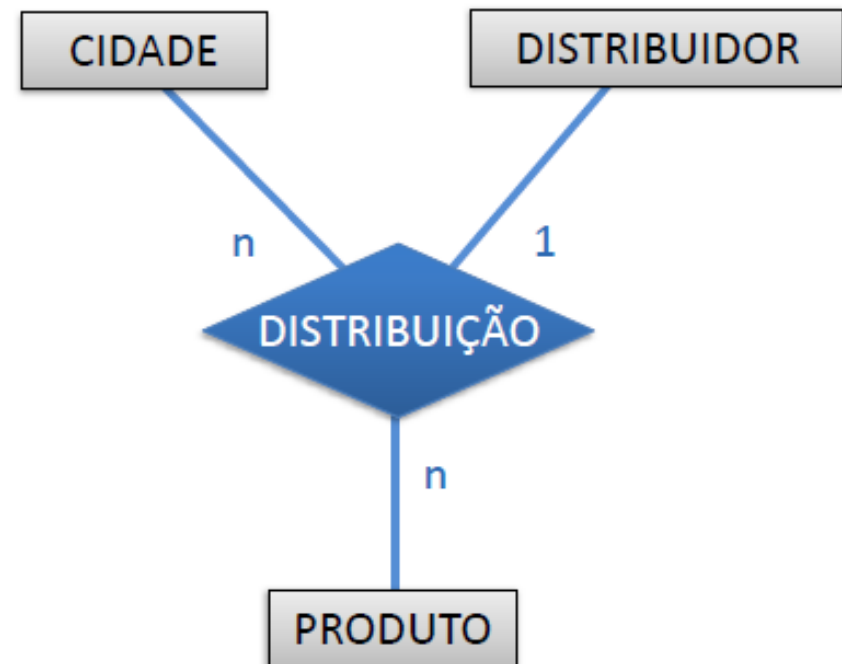 CIDADE
DISTRIBUIDOR
n
1
DISTRIBUIÇÃO
n
PRODUTO